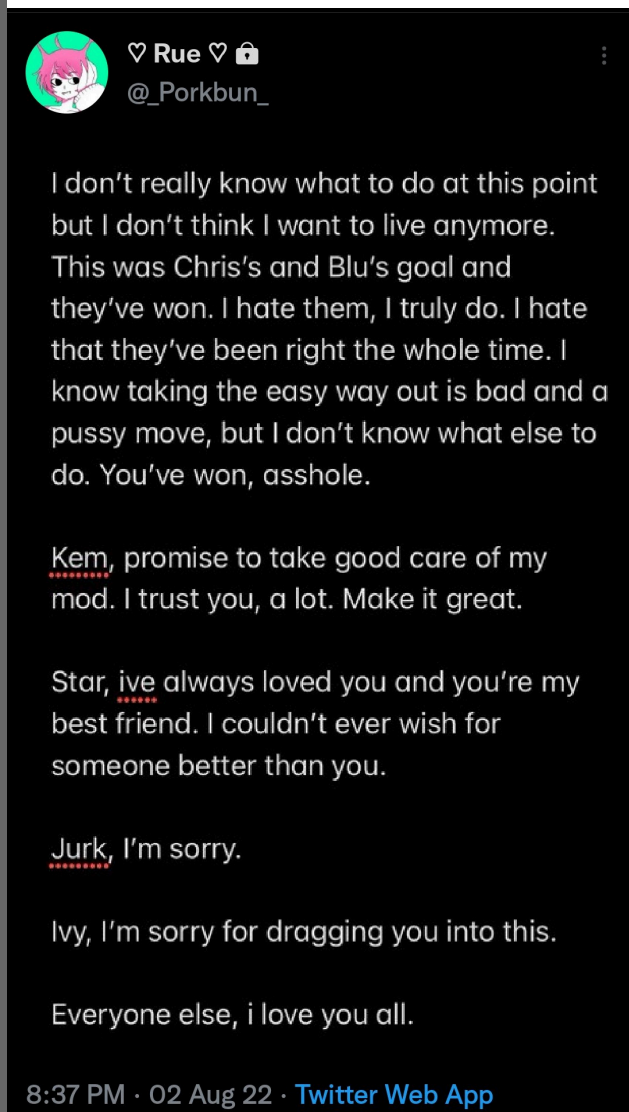 ♡ Rue ♡ 🔒
@_Porkbun_
I don't really know what to do at this point
but I don't think I want to live anymore.
This was Chris's and Blu's goal and
they've won. I hate them, I truly do. I hate
that they've been right the whole time. I
know taking the easy way out is bad and a
pussy move, but I don't know what else to
do. You've won, asshole.
Kem, promise to take good care of my
mod. I trust you, a lot. Make it great.
Star, ive always loved you and you're my
best friend. I couldn't ever wish for
someone better than you.
Jurk, I'm sorry.
Ivy, I'm sorry for dragging you into this.
Everyone else, i love you all.
8:37 PM · 02 Aug 22 · Twitter Web App